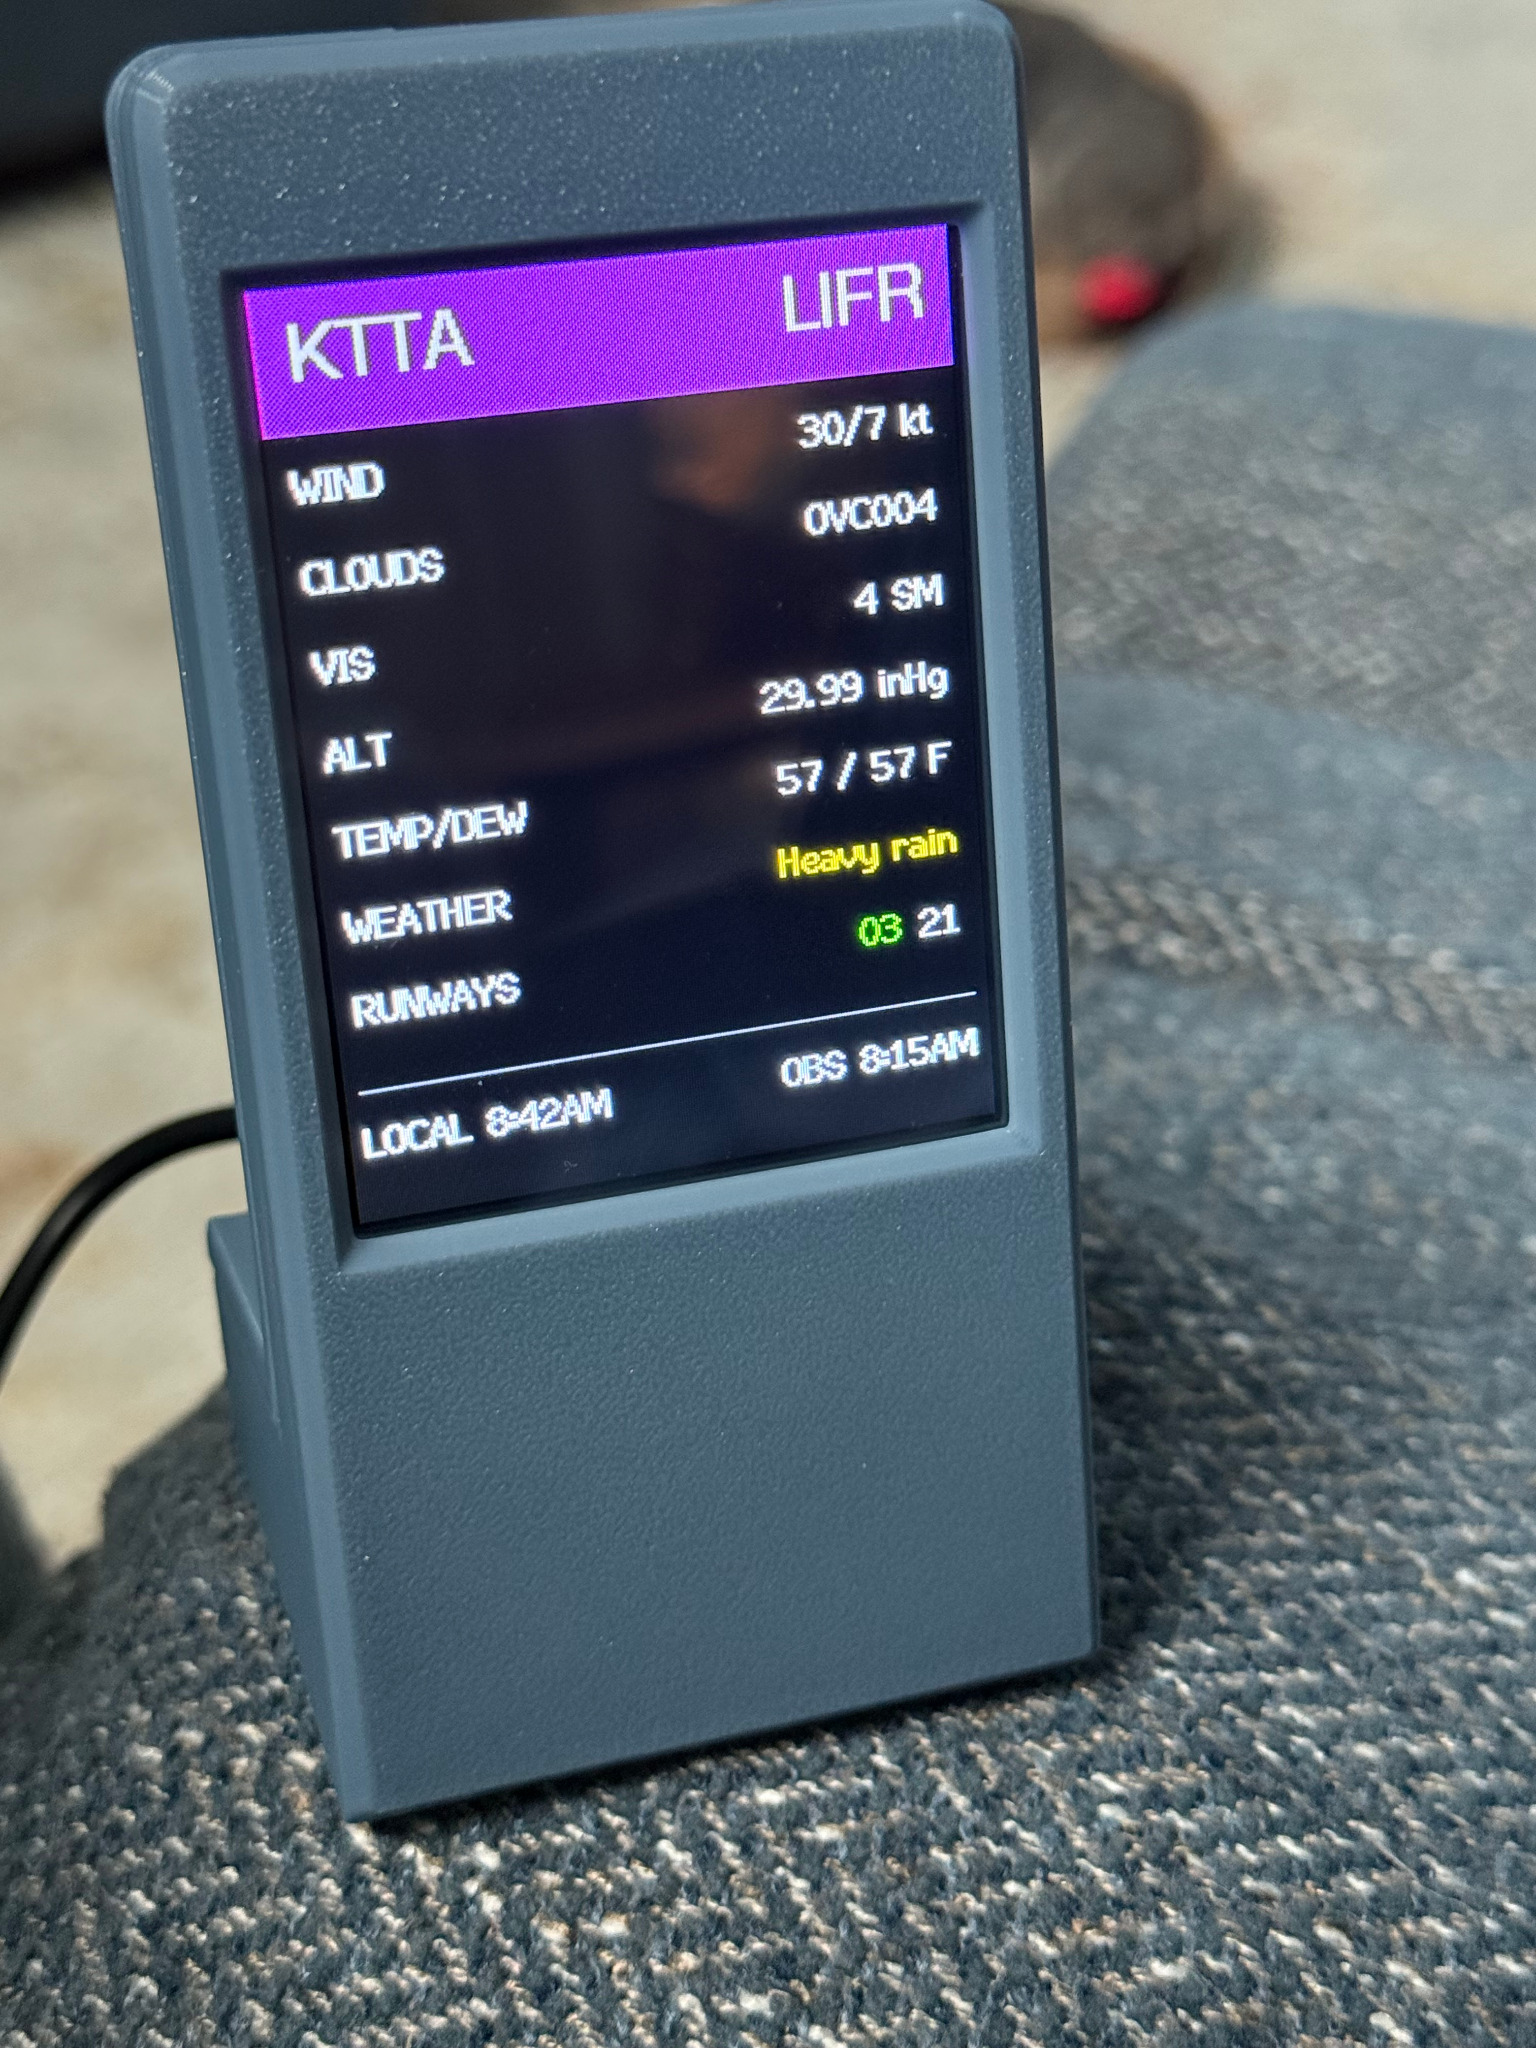 KTTA LIFR
WIND 30/7 kt
CLOUDS OVC004
VIS 4 SM
ALT 29.99 inHg
TEMP/DEW 57 / 57 F
WEATHER Heavy rain
RUNWAYS 03 21
LOCAL 8:42AM OBS 8:15AM